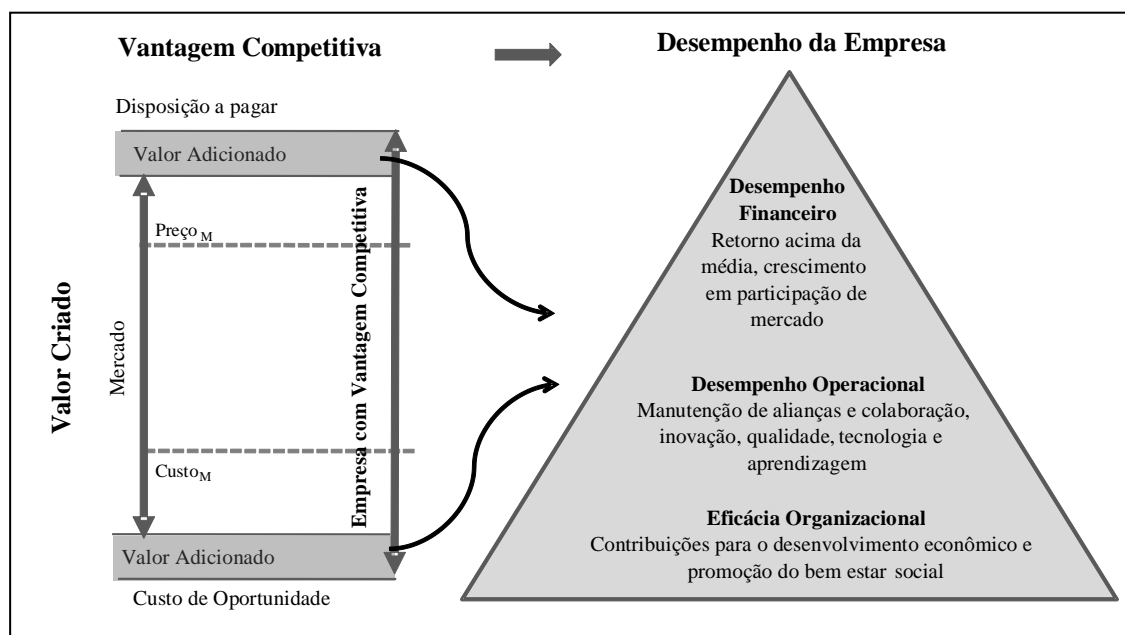 Vantagem Competitiva
Desempenho da Empresa
Disposição a pagar
Valor Adicionado
Preço M
Valor Criado
Mercado
Empresa com Vantagem Competitiva
Custo M
Valor Adicionado
Custo de Oportunidade
Desempenho
Financeiro
Retorno acima da
média, crescimento
em participação de
mercado
Desempenho Operacional
Manutenção de alianças e colaboração,
inovação, qualidade, tecnologia e
aprendizagem
Eficácia Organizacional
Contribuições para o desenvolvimento econômico e
promoção do bem estar social